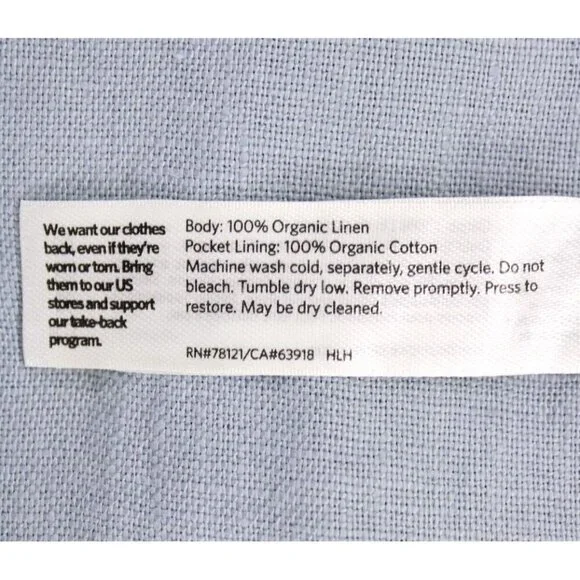 We want our clothes
back, even if they're
worn or torn. Bring
them to our US
stores and support
our take-back
program.
Body: 100% Organic Linen
Pocket Lining: 100% Organic Cotton
Machine wash cold, separately, gentle cycle. Do not
bleach. Tumble dry low. Remove promptly. Press to
restore. May be dry cleaned.
RN#78121/CA#63918 HLH